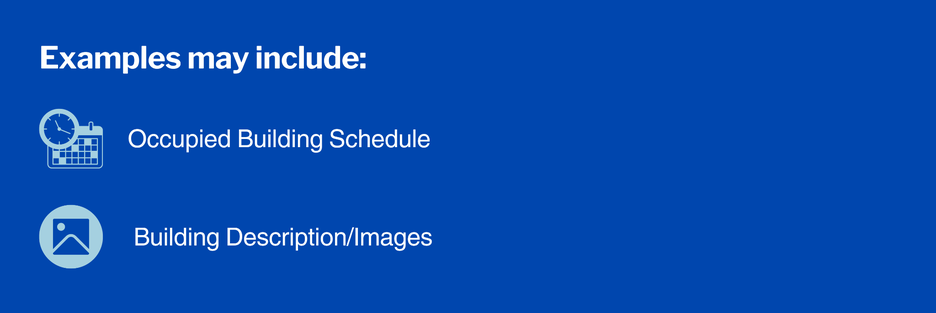 Examples may include:
Occupied Building Schedule
Building Description/Images